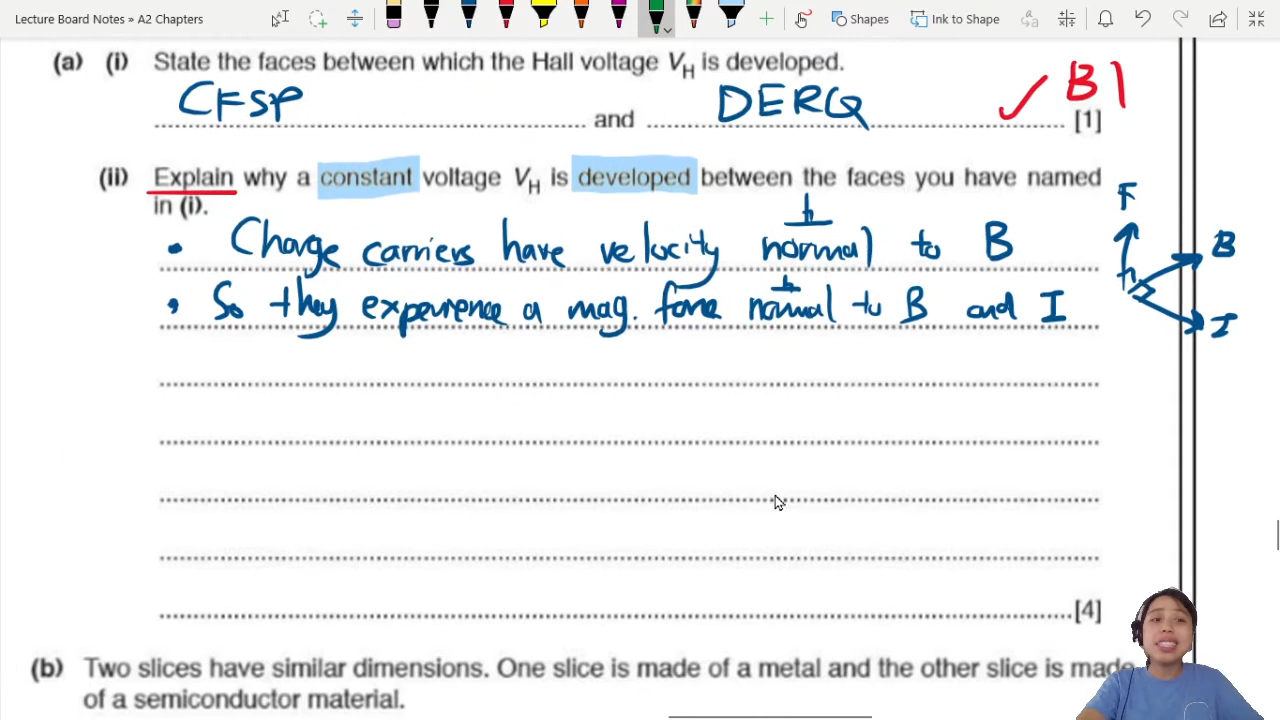 Lecture Board Notes » A2 Chapters
Shapes
Ink to Shape
(a) (i) State the faces between which the Hall voltage VH is developed.
CFSP and DERQ [1]
B1
(ii) Explain why a constant voltage VH is developed between the faces you have named
in (i).
F
• Charge carriers have velocity normal to B
B
• So they experience a mag. force normal to B and I
I
[4]
(b) Two slices have similar dimensions. One slice is made of a metal and the other slice is made
of a semiconductor material.